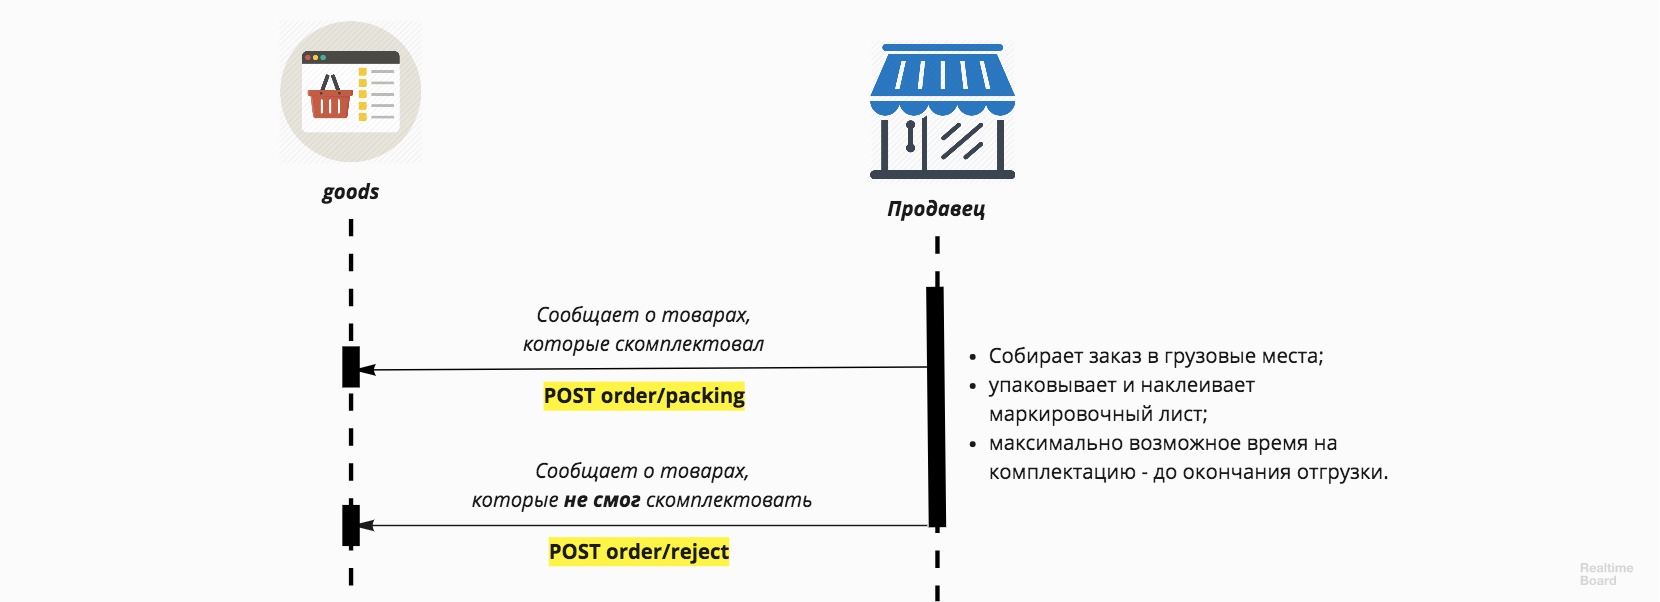 goods
Продавец
Сообщает о товарах,
которые скомплектовал
POST order/packing
• Собирает заказ в грузовые места;
• упаковывает и наклеивает
маркировочный лист;
• максимально возможное время на
комплектацию - до окончания отгрузки.
Сообщает о товарах,
которые не смог скомплектовать
POST order/reject
Realtime
Board